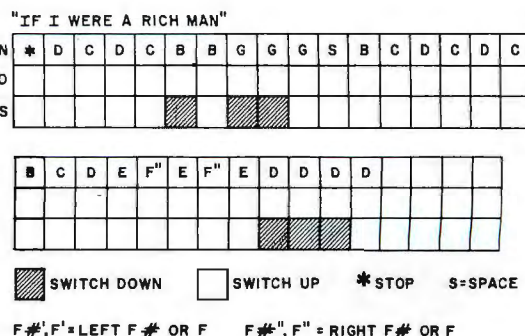 "IF I WERE A RICH MAN"
N * D C D C B B G G G S B C D C D C
O
S
B C D E F" E F" E D D D D
SWITCH DOWN SWITCH UP * STOP S=SPACE
F#',F'=LEFT F# OR F F#",F" = RIGHT F# OR F